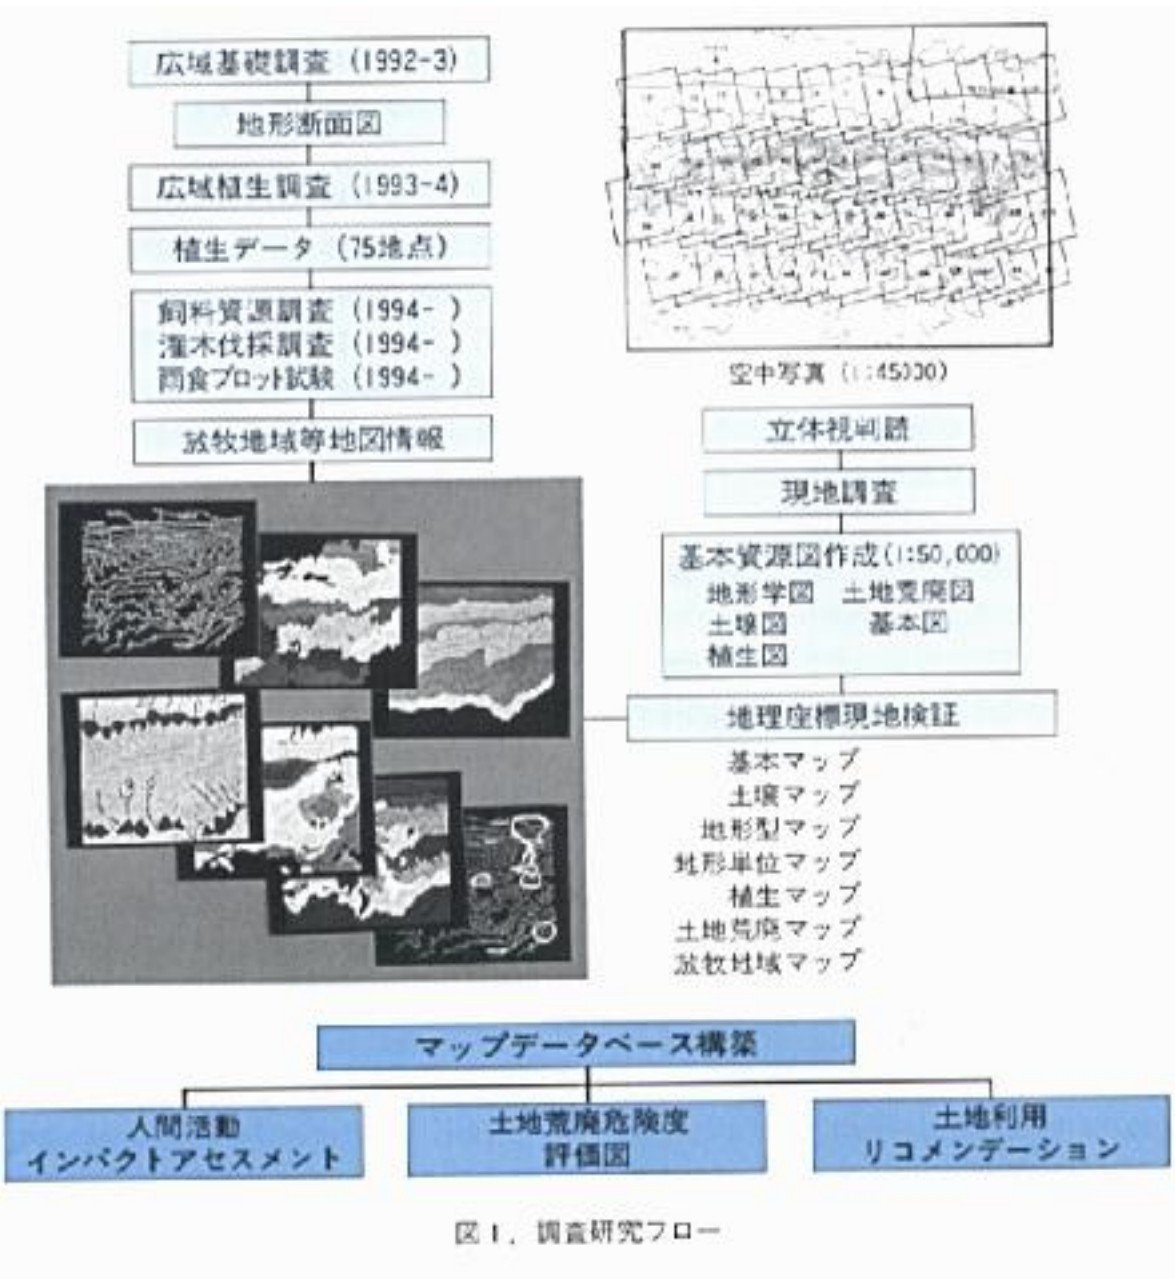 広域基礎調査 (1992-3)
地形断面図
広域植生調査 (1993-4)
植生データ (75地点)
飼料資源調査 (1994- )
灌木伐採調査 (1994- )
雨食プロット試験 (1994- )
放牧地域等地図情報
空中写真 (1:45000)
立体視判読
現地調査
基本資源図作成(1:50,000)
地形学図 土地荒廃図
土壌図 基本図
植生図
地理座標現地検証
基本マップ
土壌マップ
地形型マップ
地形単位マップ
植生マップ
土地荒廃マップ
放牧地域マップ
マップデータベース構築
人間活動
インパクトアセスメント
土地荒廃危険度
評価図
土地利用
リコメンデーション
図1. 調査研究フロー